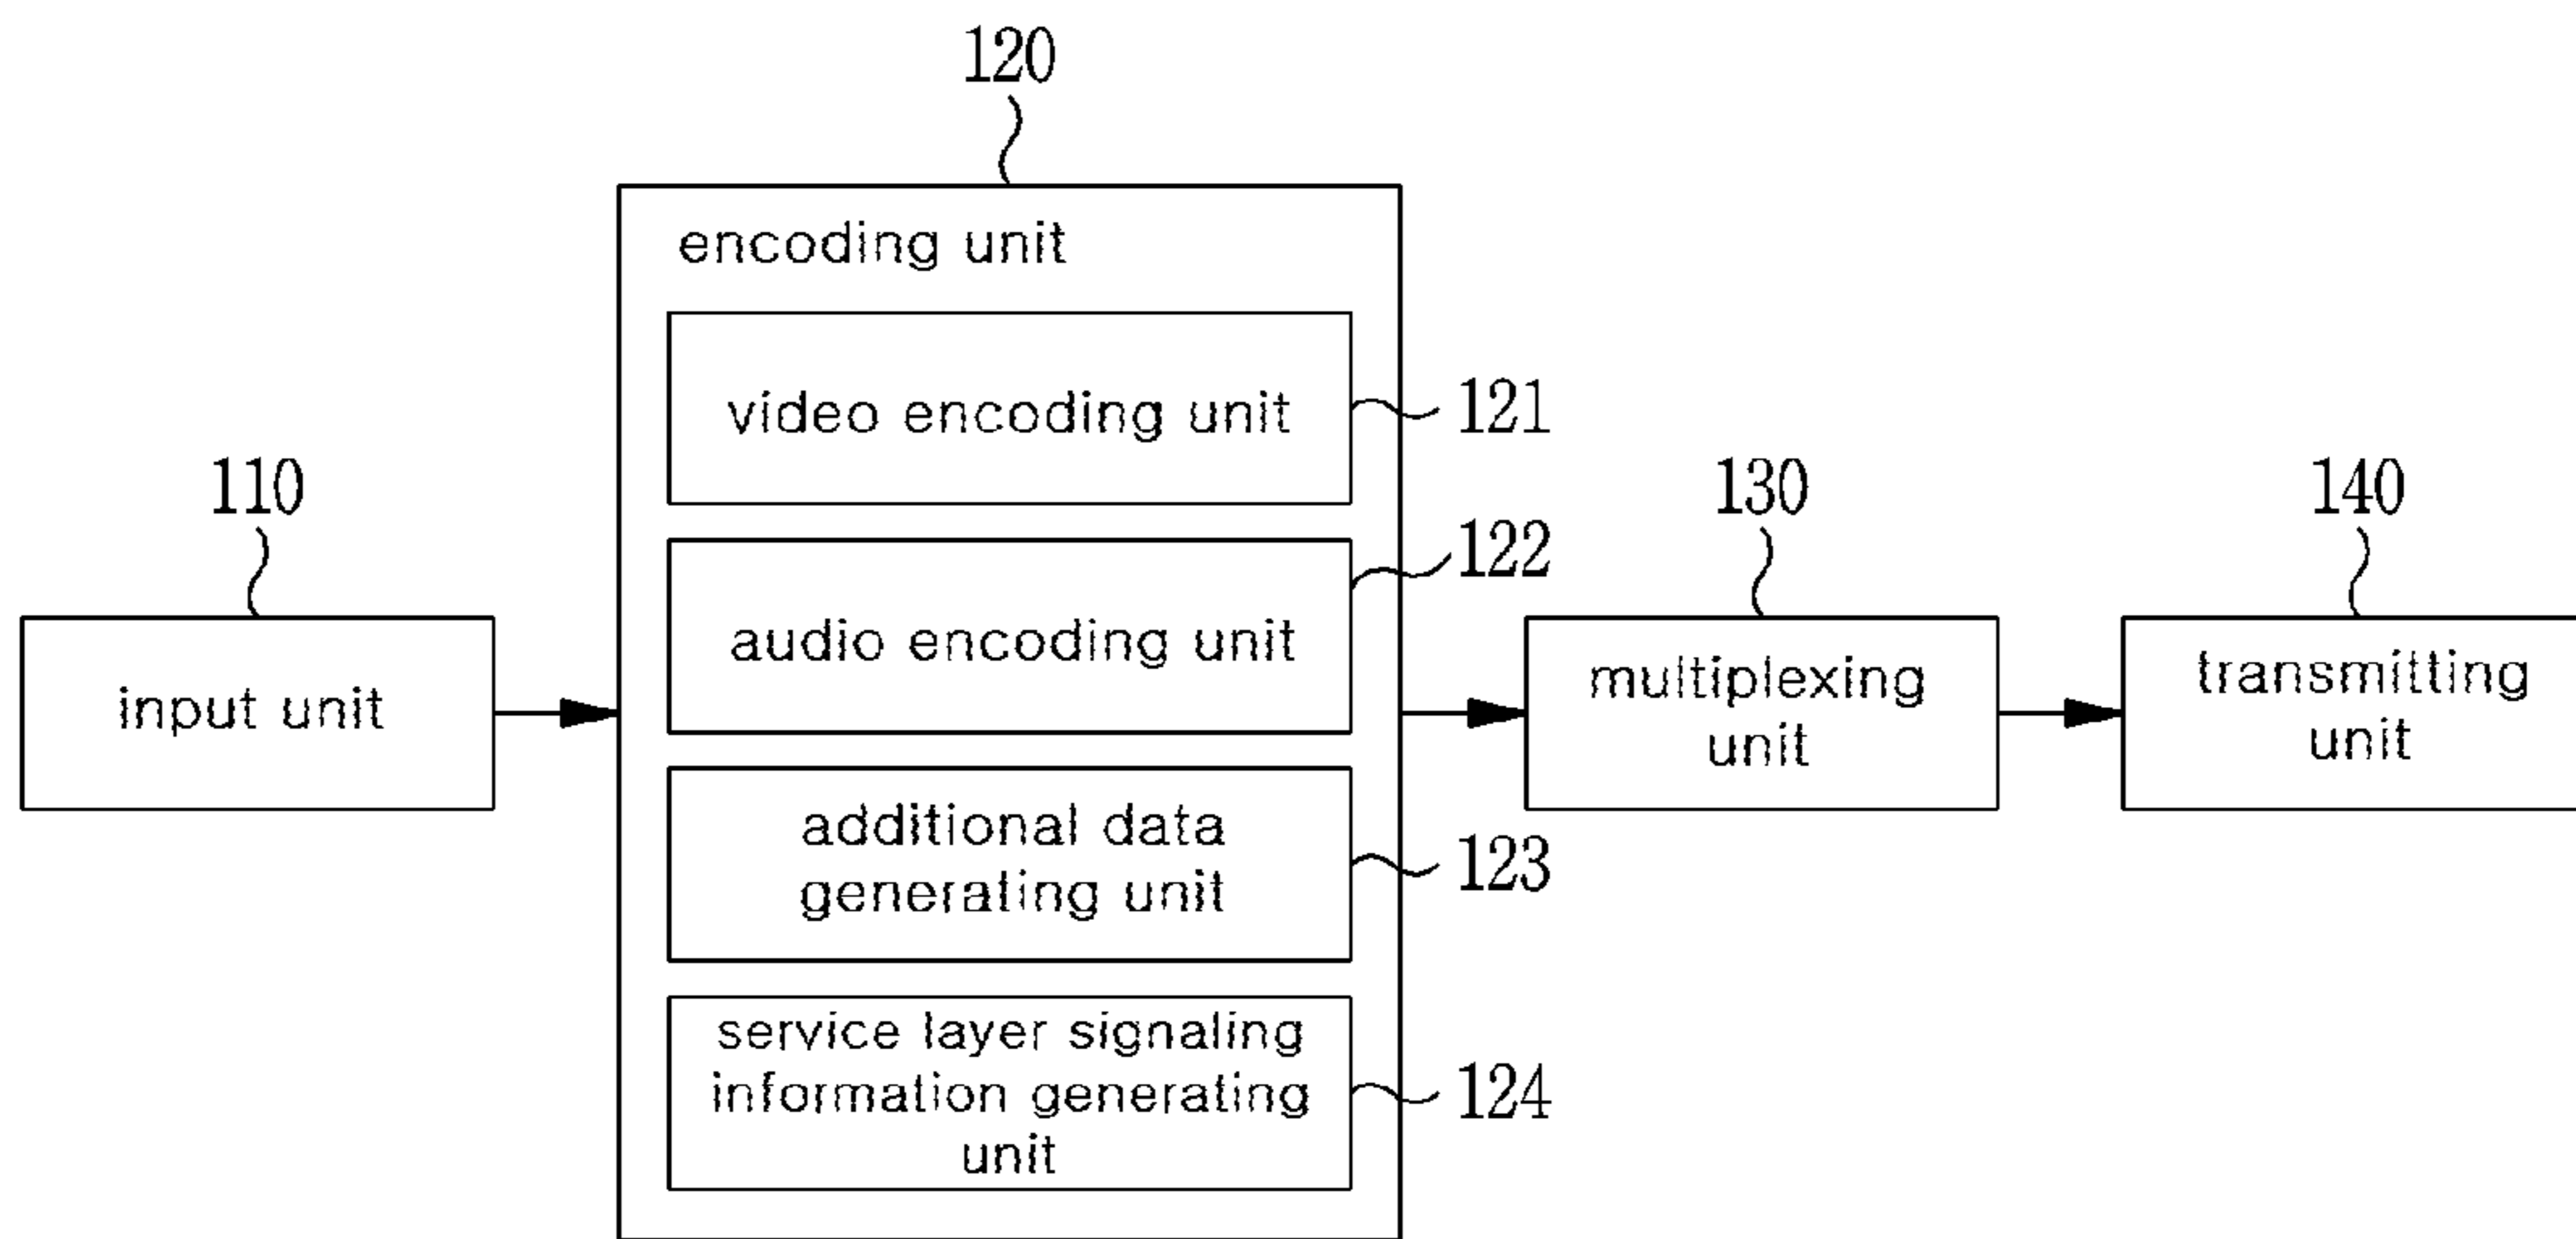 120
encoding unit
video encoding unit
121
110
130
140
122
audio encoding unit
input unit
multiplexing
unit
transmitting
unit
additional data
generating unit
123
service layer signaling
information generating
unit
124